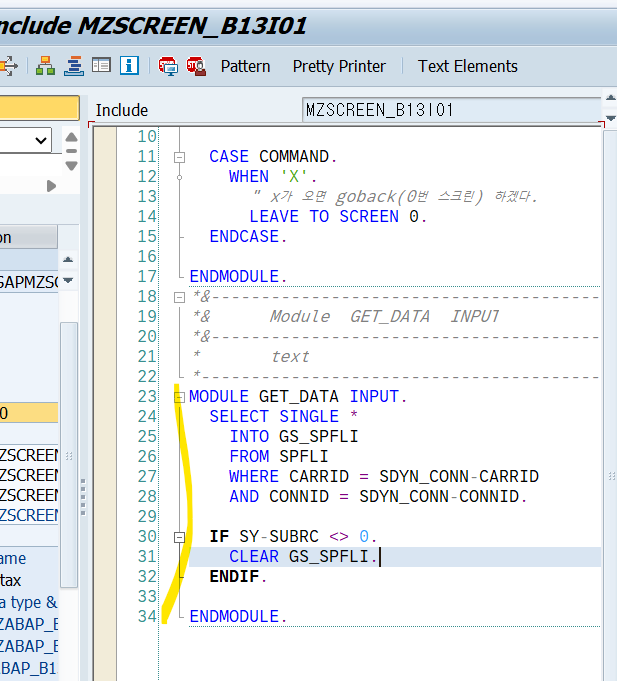 nclude MZSCREEN_B13I01
Pattern Pretty Printer Text Elements
Include MZSCREEN_B13I01
on
GAPMZSC
0
ZSCREEN
ZSCREEN
ZSCREEN
ZSCREEN
ame
tax
a type &
ZABAP_B
ZABAP_B
BAP_B1
10
11 CASE COMMAND.
12 WHEN 'X'.
13 " x가 오면 goback(0번 스크린) 하겠다.
14 LEAVE TO SCREEN 0.
15 ENDCASE.
16
17 ENDMODULE.
18 *&---------------------------------------
19 *& Module GET_DATA INPUT
20 *&---------------------------------------
21 * text
22 *----------------------------------------
23 MODULE GET_DATA INPUT.
24 SELECT SINGLE *
25 INTO GS_SPFLI
26 FROM SPFLI
27 WHERE CARRID = SDYN_CONN-CARRID
28 AND CONNID = SDYN_CONN-CONNID.
29
30 IF SY-SUBRC <> 0.
31 CLEAR GS_SPFLI.
32 ENDIF.
33
34 ENDMODULE.